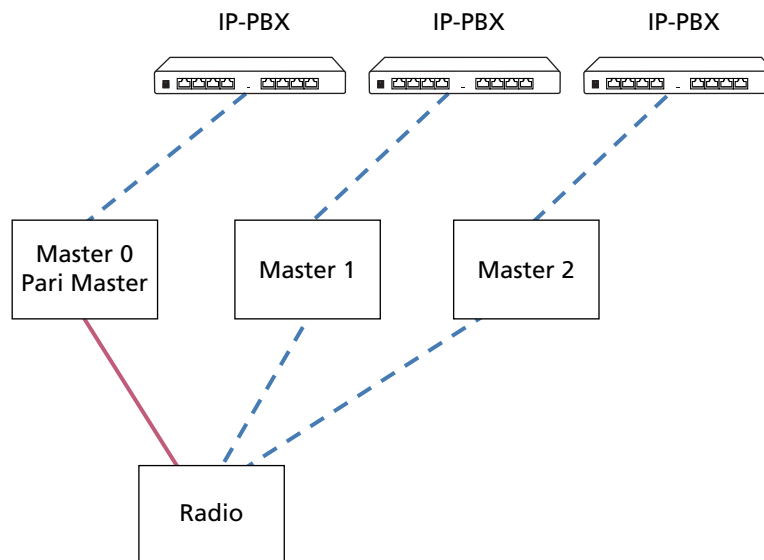 IP-PBX
IP-PBX
IP-PBX
Master 0
Pari Master
Master 1
Master 2
Radio